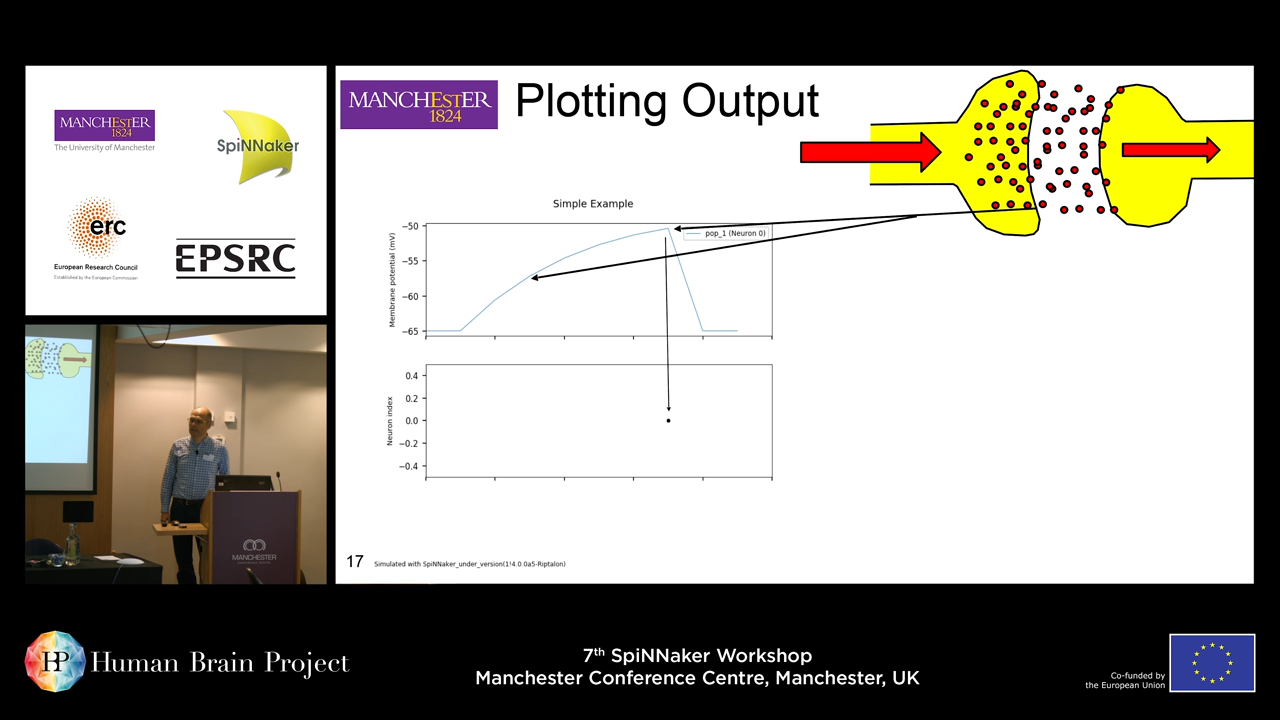 MANCHESTER
1824
The University of Manchester
SpiNNaker
erc
European Research Council
Established by the European Commission
EPSRC
MANCHESTER
MANCHESTER
1824
Plotting Output
Simple Example
−50
−55
−60
−65
Membrane potential (mV)
pop_1 (Neuron 0)
0.4
0.2
0.0
−0.2
−0.4
Neuron index
17
Simulated with SpiNNaker_under_version(1!4.0.0a5-Riptalon)
HBP Human Brain Project
7th SpiNNaker Workshop
Manchester Conference Centre, Manchester, UK
Co-funded by
the European Union